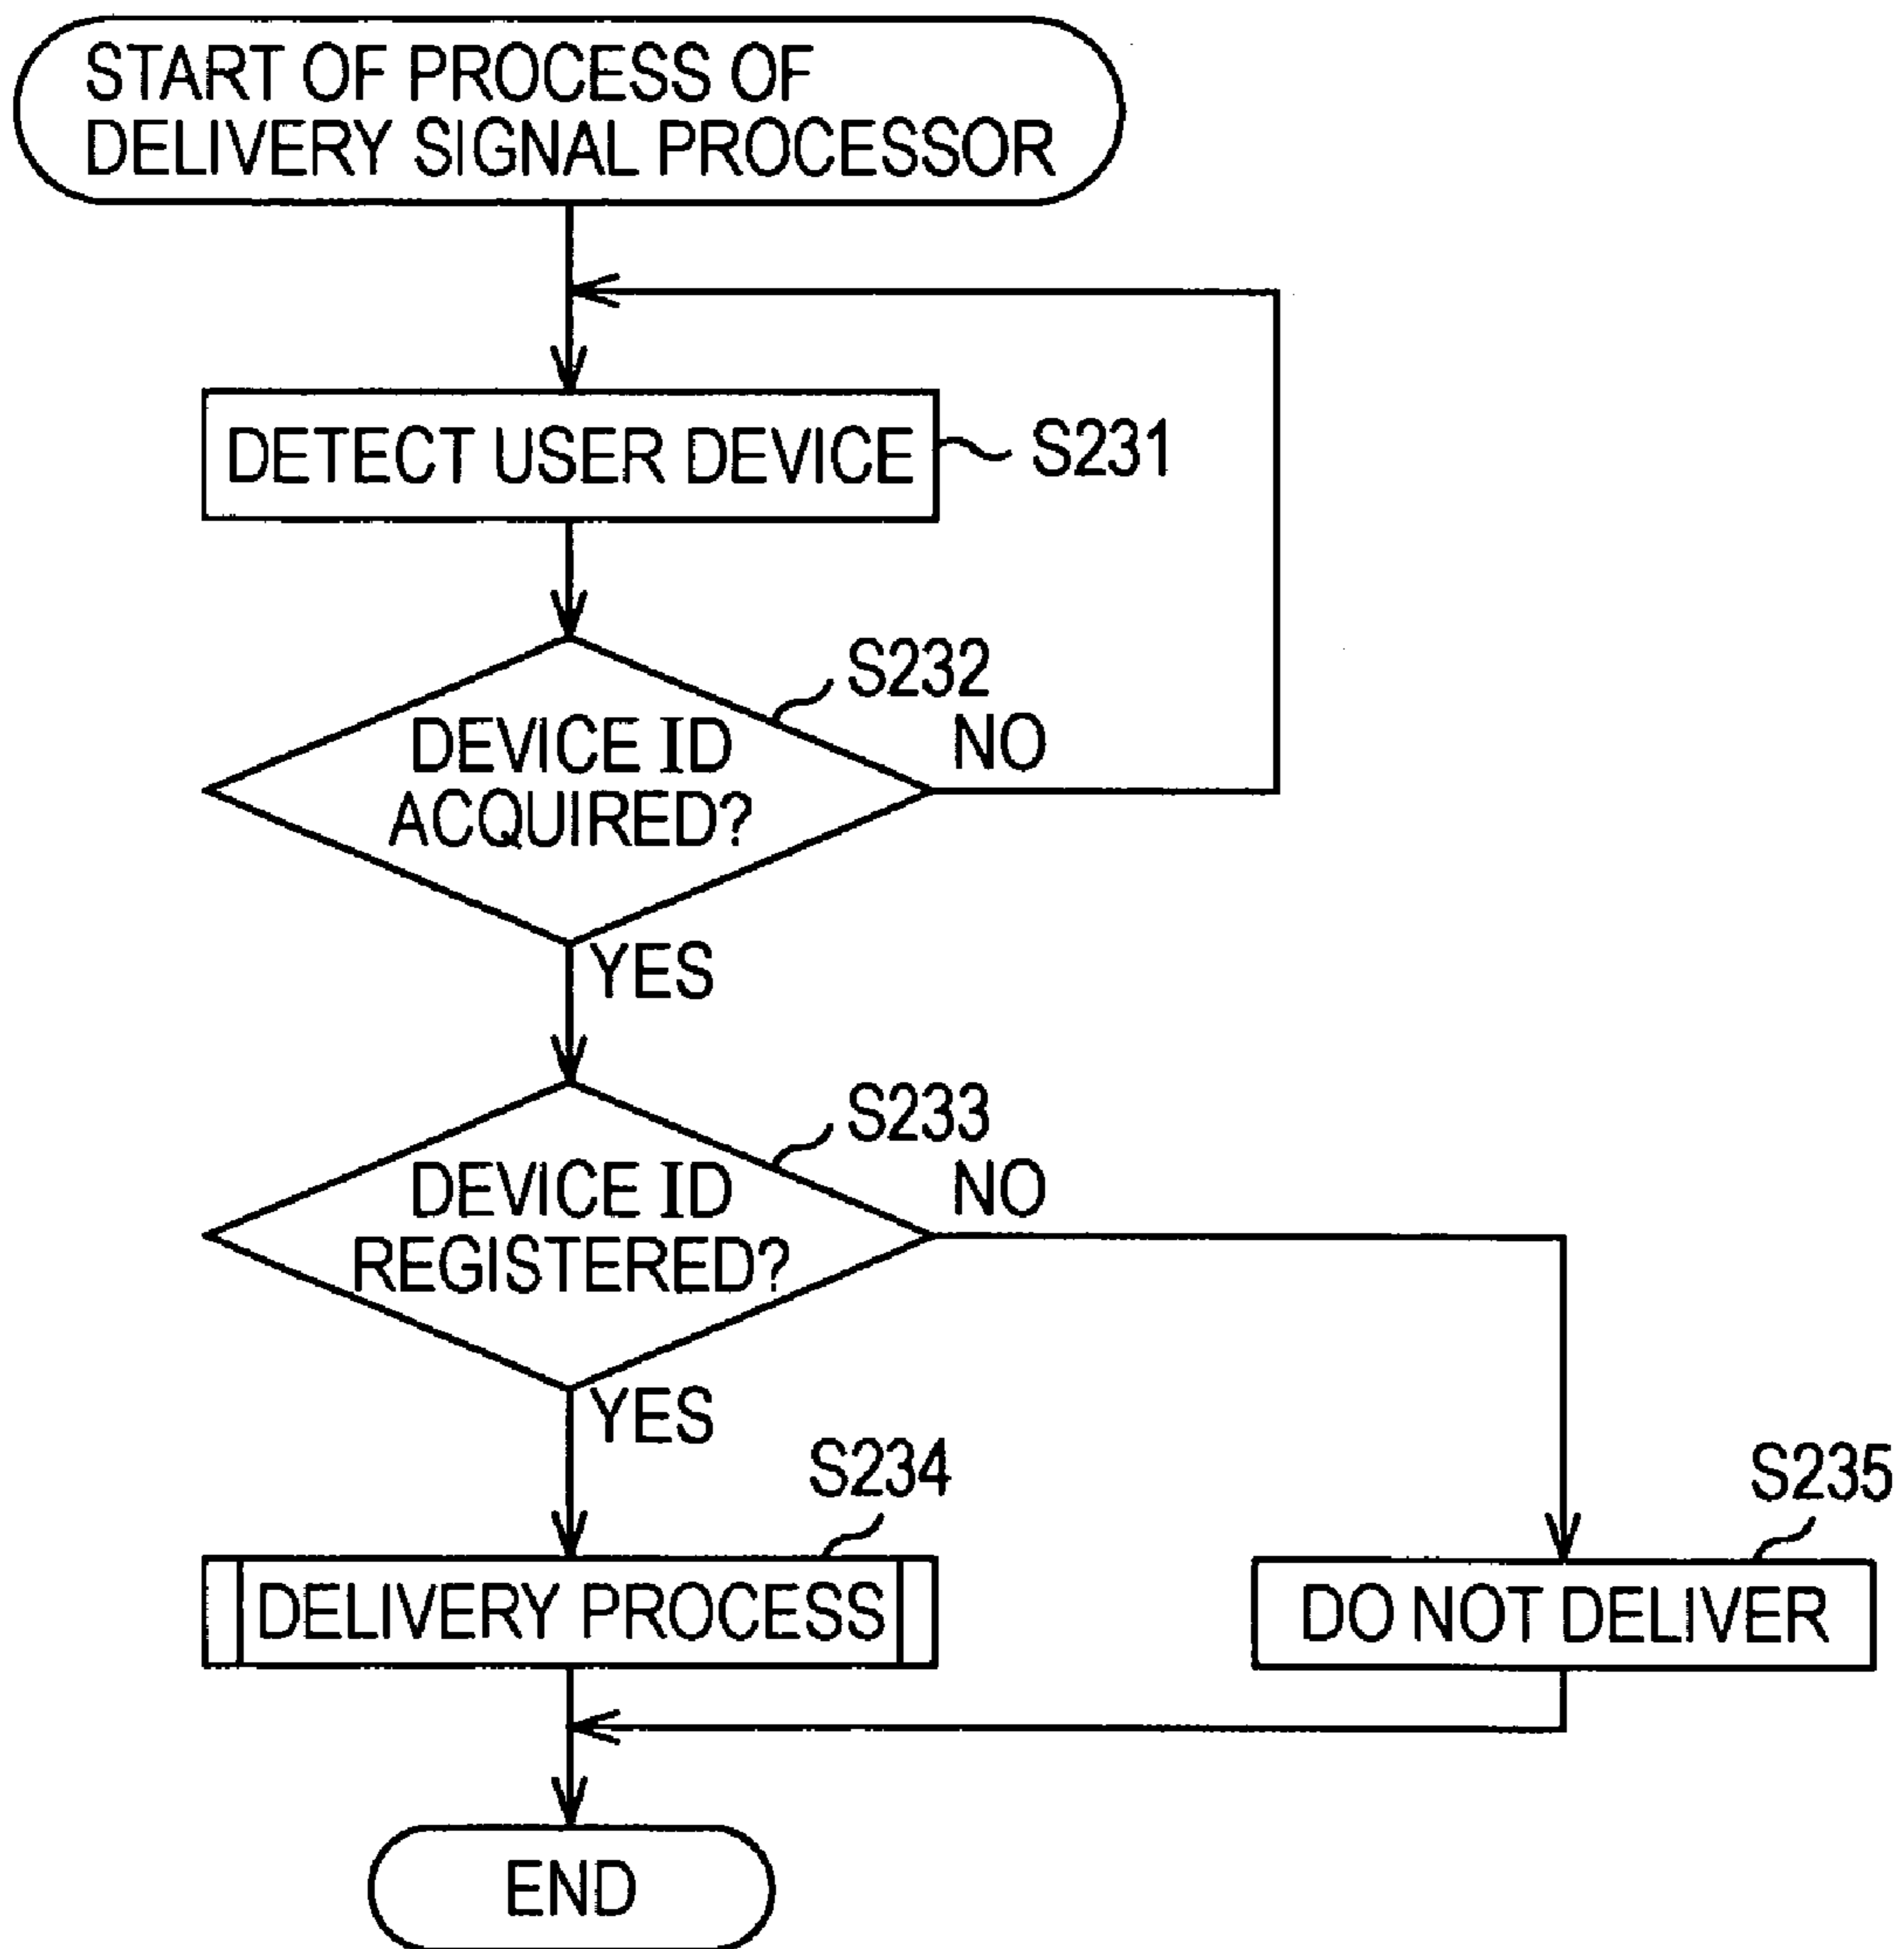 START OF PROCESS OF
DELIVERY SIGNAL PROCESSOR
DETECT USER DEVICE
S231
S232
DEVICE ID
ACQUIRED?
NO
YES
S233
DEVICE ID
REGISTERED?
NO
YES
S234
DELIVERY PROCESS
S235
DO NOT DELIVER
END